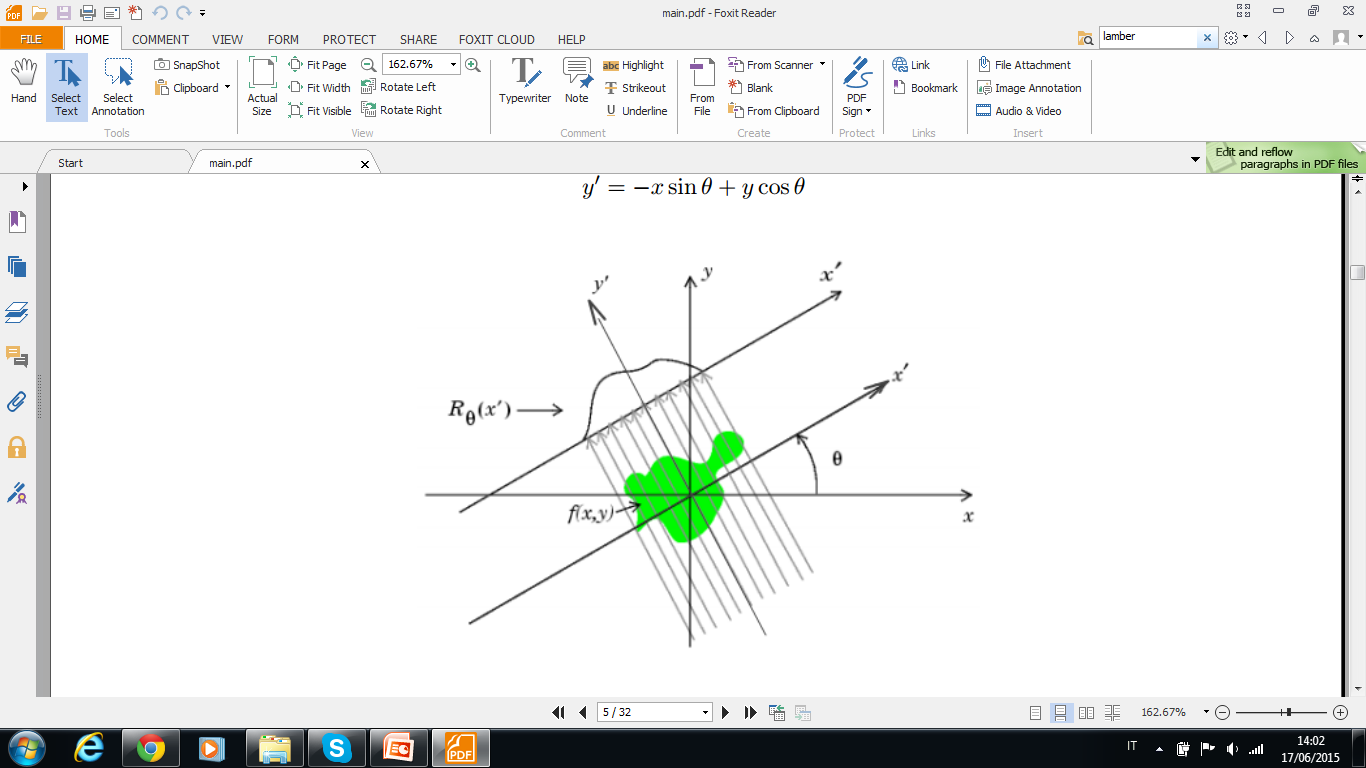 main.pdf - Foxit Reader
FILE HOME COMMENT VIEW FORM PROTECT SHARE FOXIT CLOUD HELP lamber
Hand
Select Text
Select Annotation
SnapShot
Clipboard
Tools
Actual Size
Fit Page
Fit Width
Fit Visible
162.67%
Rotate Left
Rotate Right
View
Typewriter
Note
abc Highlight
Strikeout
U Underline
Comment
From File
From Scanner
Blank
From Clipboard
Create
PDF Sign
Protect
Link
Bookmark
Links
File Attachment
Image Annotation
Audio & Video
Insert
Start main.pdf
Edit and reflow
paragraphs in PDF files
y′ = −x sin θ + y cos θ
y
x′
y′
x′
Rθ(x′)
θ
f(x,y)
x
5 / 32 162.67%
PDF
IT 14:02
17/06/2015